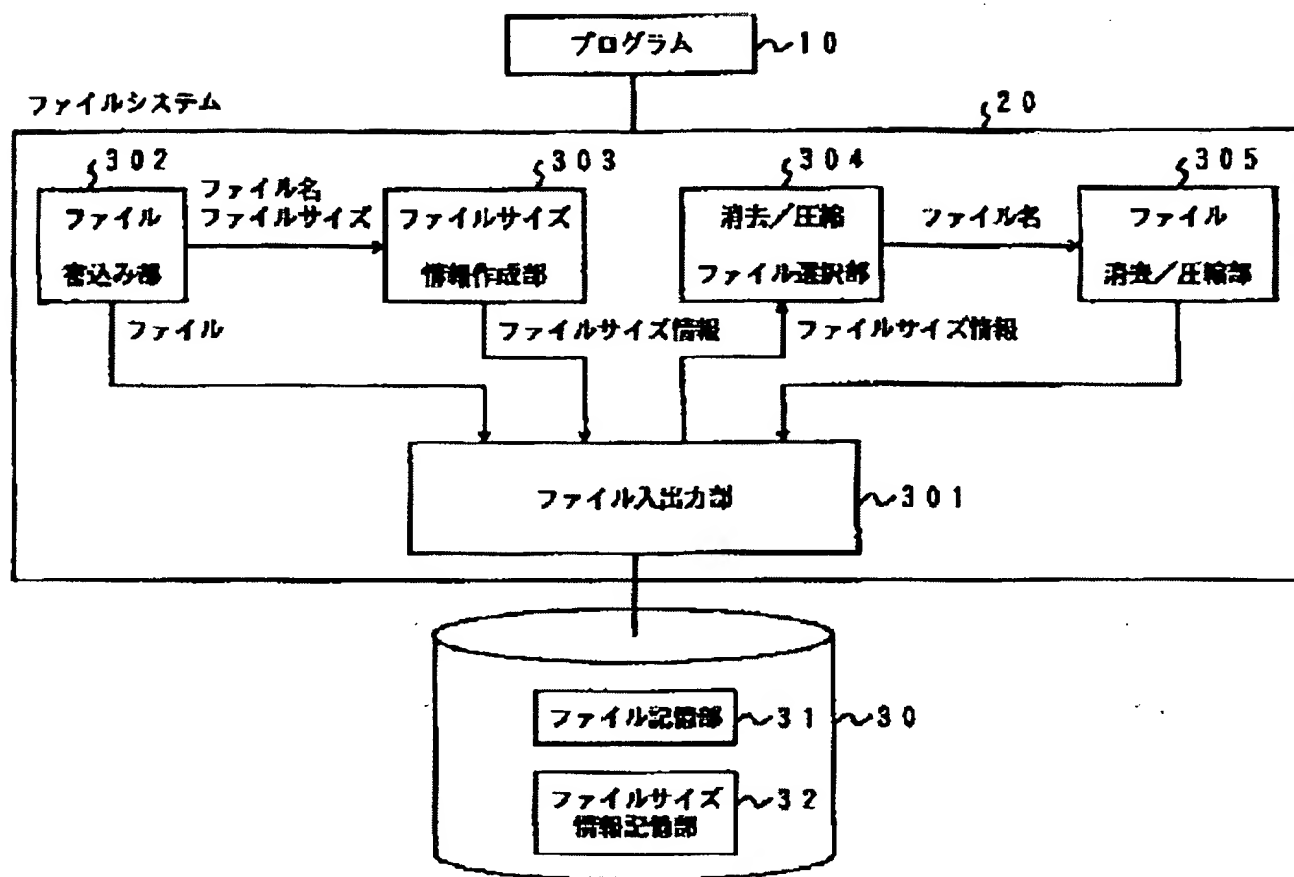 プログラム
10
ファイルシステム
20
302
303
304
305
ファイル
書込み部
ファイル名
ファイルサイズ
ファイルサイズ
情報作成部
消去/圧縮
ファイル選択部
ファイル名
ファイル
消去/圧縮部
ファイル
ファイルサイズ情報
ファイルサイズ情報
ファイル入出力部
301
ファイル記憶部
31
30
ファイルサイズ
情報記憶部
32